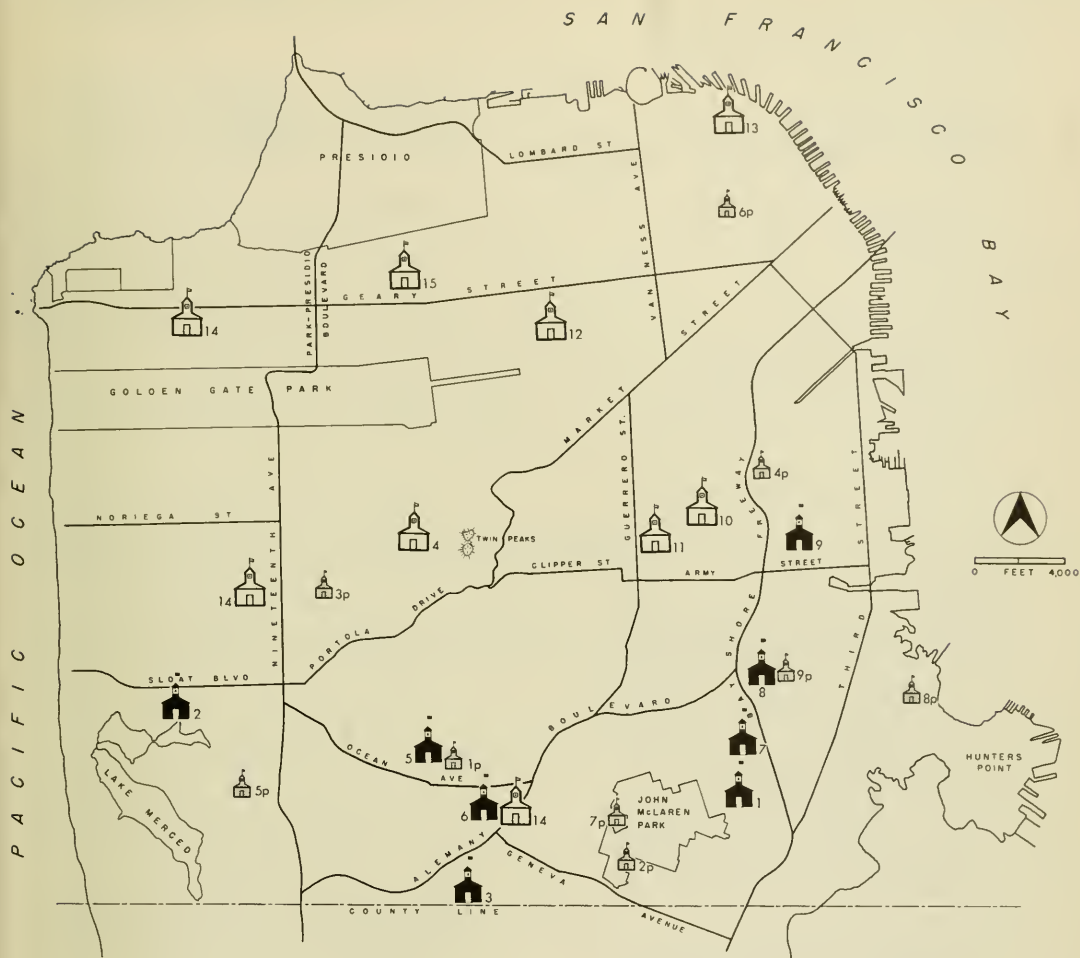 SAN FRANCISCO
BAY
13
PRESIDIO
LOMBARD ST
VAN NESS AVE
6p
15
GEARY STREET
PARK-PRESIDIO
BOULEVARD
14
12
MARKET STREET
GOLDEN GATE PARK
PACIFIC OCEAN
NINETEENTH AVE
GUERRERO ST.
FREEWAY
4p
THIRD STREET
NORIEGA ST
4
TWIN PEAKS
10
11
9
0 FEET 4,000
CLIPPER ST
ARMY STREET
14
3p
PORTOLA DRIVE
BAY SHORE
SLOAT BLVD
2
8
9p
8p
BOULEVARD
7
HUNTERS
POINT
OCEAN AVE
5
1p
5p
LAKE MERCED
6
14
1
JOHN
McLAREN
PARK
7p
2p
ALEMANY
GENEVA AVENUE
3
COUNTY LINE